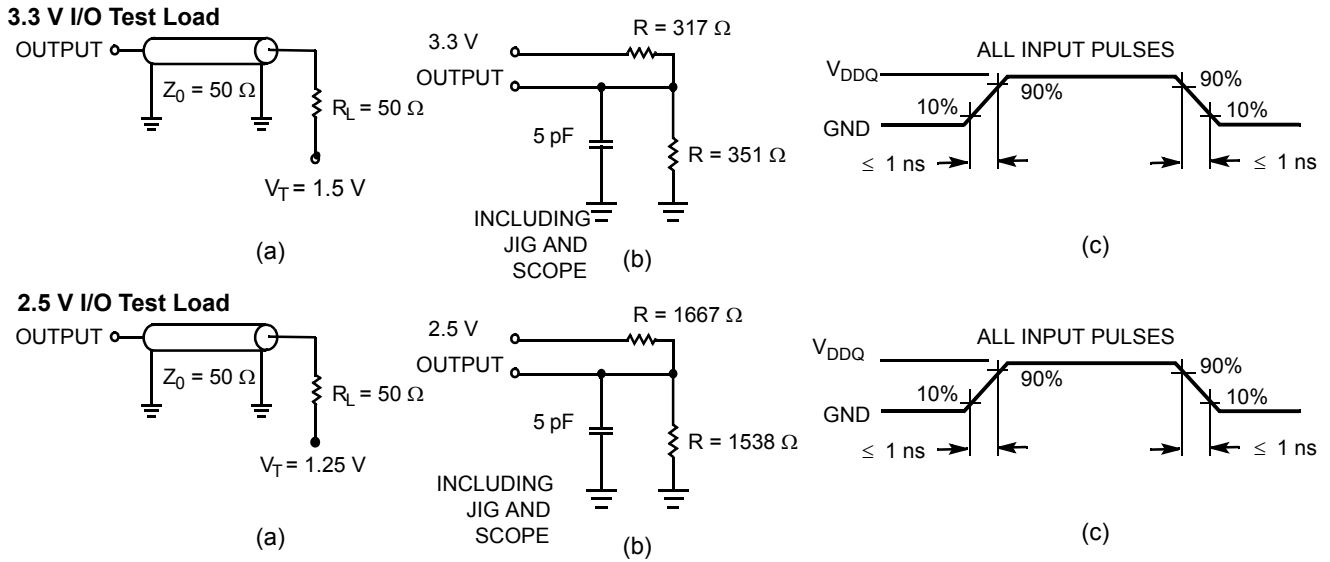 3.3 V I/O Test Load
OUTPUT
Z0 = 50 Ω
RL = 50 Ω
VT = 1.5 V
(a)
R = 317 Ω
3.3 V
OUTPUT
5 pF
R = 351 Ω
INCLUDING
JIG AND
SCOPE
(b)
ALL INPUT PULSES
VDDQ
90%
90%
10%
10%
GND
≤ 1 ns
≤ 1 ns
(c)
2.5 V I/O Test Load
OUTPUT
Z0 = 50 Ω
RL = 50 Ω
VT = 1.25 V
(a)
R = 1667 Ω
2.5 V
OUTPUT
5 pF
R = 1538 Ω
INCLUDING
JIG AND
SCOPE
(b)
ALL INPUT PULSES
VDDQ
90%
90%
10%
10%
GND
≤ 1 ns
≤ 1 ns
(c)